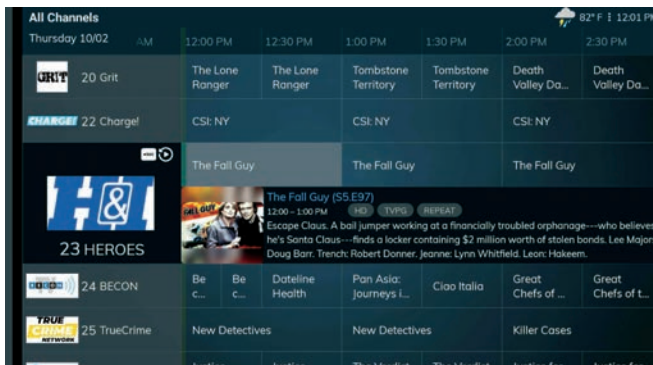 All Channels
82° F 12:01 PM
Thursday 10/02 AM 12:00 PM 12:30 PM 1:00 PM 1:30 PM 2:00 PM 2:30 PM
GRIT 20 Grit
The Lone Ranger
The Lone Ranger
Tombstone Territory
Tombstone Territory
Death Valley Da...
Death Valley Da...
CHARGE! 22 Charge! CSI: NY CSI: NY CSI: NY
The Fall Guy The Fall Guy The Fall Guy
H&I
23 HEROES
FALL GUY
The Fall Guy (S5.E97)
12:00 – 1:00 PM HD TVPG REPEAT
Escape Claus. A bail jumper working at a financially troubled orphanage---who believes
he's Santa Claus---finds a locker containing $2 million worth of stolen bonds. Lee Major
Doug Barr. Trench: Robert Donner. Jeanne: Lynn Whitfield. Leon: Hakeem.
BECON 24 BECON
Be c...
Be c...
Dateline Health
Pan Asia: Journeys i...
Ciao Italia
Great Chefs of ...
Great Chefs of t...
TRUE CRIME NETWORK 25 TrueCrime New Detectives New Detectives Killer Cases